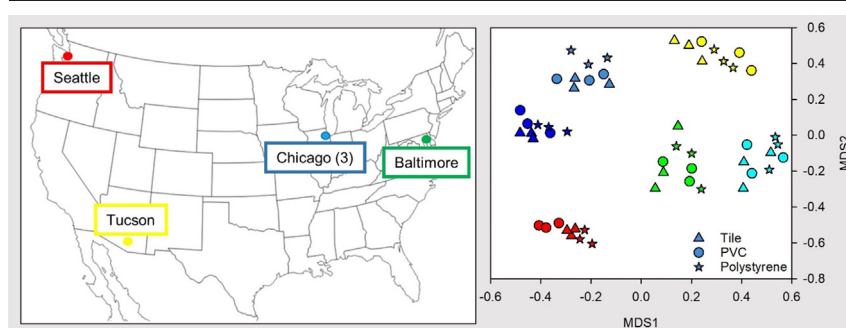 Seattle
Chicago (3)
Baltimore
Tucson
0.6
0.4
0.2
0.0
-0.2
-0.4
-0.6
-0.8
MDS2
Tile
PVC
Polystyrene
-0.6 -0.4 -0.2 0.0 0.2 0.4 0.6
MDS1